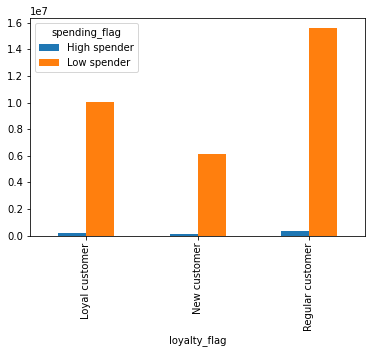 1e7
spending_flag
High spender
Low spender
1.6
1.4
1.2
1.0
0.8
0.6
0.4
0.2
0.0
Loyal customer
New customer
Regular customer
loyalty_flag